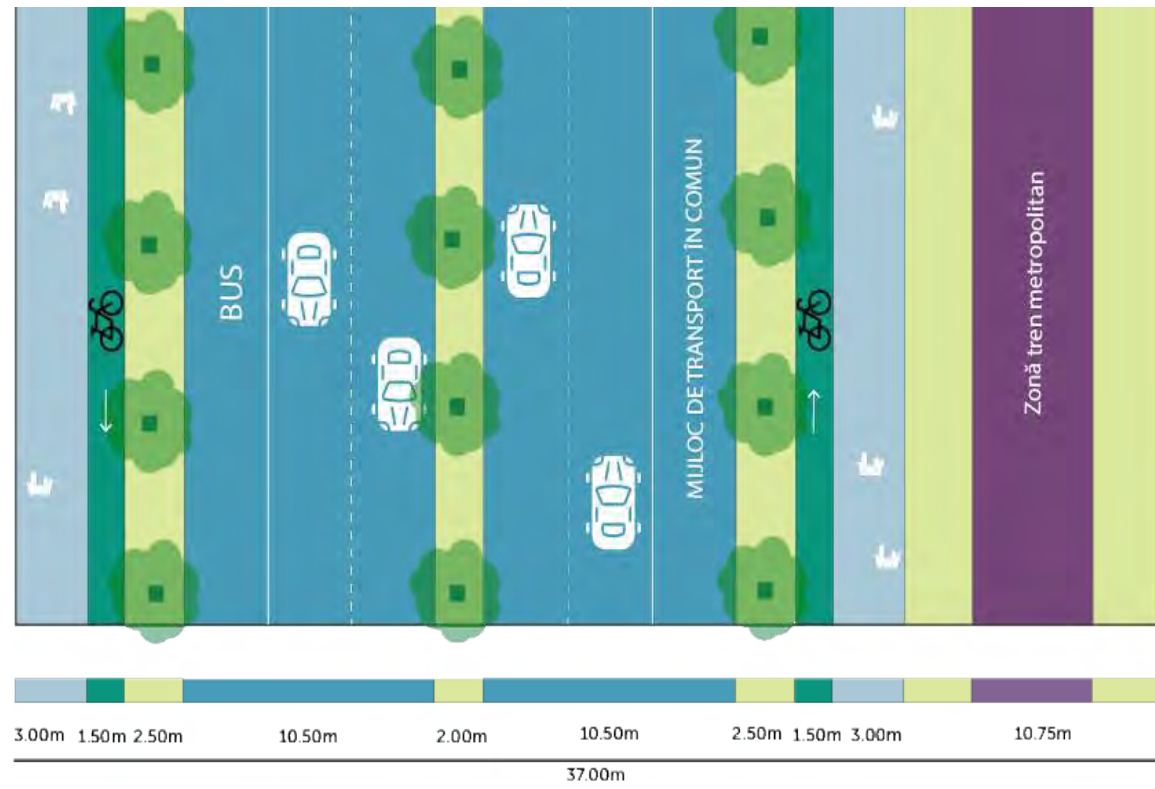 BUS
MIJLOC DE TRANSPORT ÎN COMUN
Zonă tren metropolitan
3.00m 1.50m 2.50m 10.50m 2.00m 10.50m 2.50m 1.50m 3.00m 10.75m
37.00m